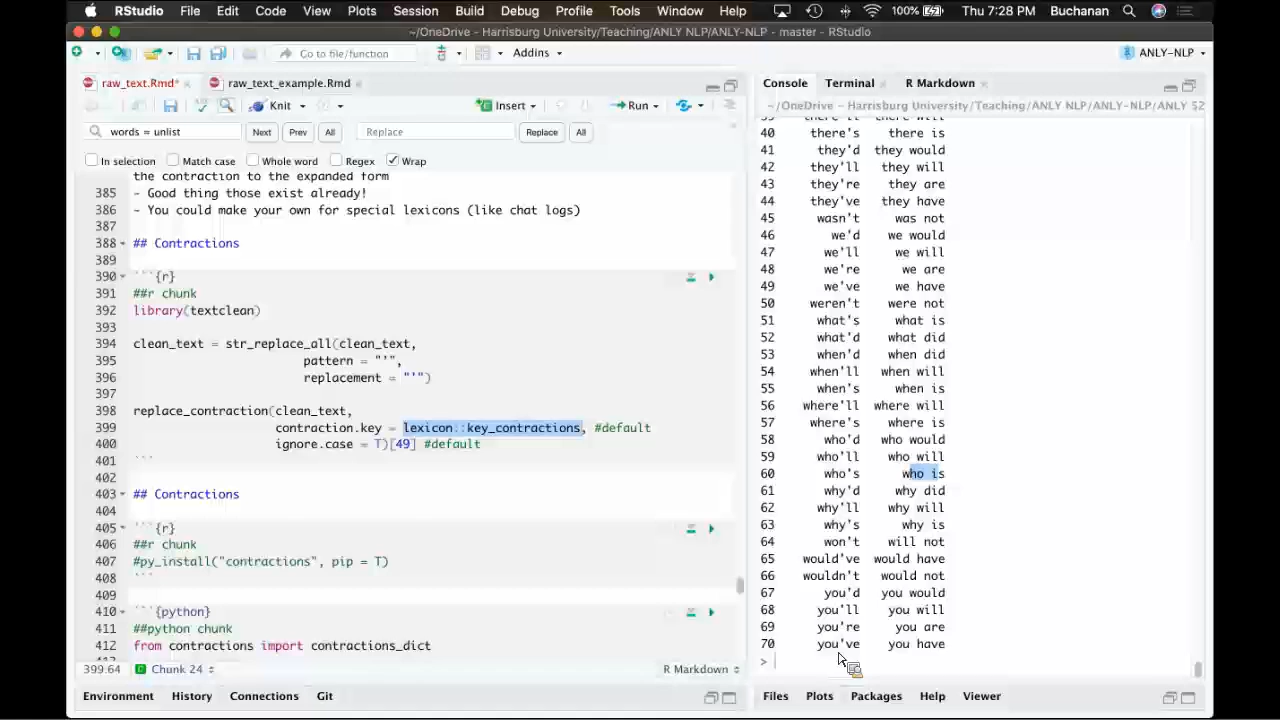 RStudio File Edit Code View Plots Session Build Debug Profile Tools Window Help 100% Thu 7:28 PM Buchanan
~/OneDrive - Harrisburg University/Teaching/ANLY NLP/ANLY-NLP - master - RStudio
Go to file/function Addins ANLY-NLP
raw_text.Rmd* raw_text_example.Rmd
Knit Insert Run
words = unlist Next Prev All Replace Replace All
In selection Match case Whole word Regex Wrap
the contraction to the expanded form
385 - Good thing those exist already!
386 - You could make your own for special lexicons (like chat logs)
387
388 ## Contractions
389
390 ```{r}
391 ##r chunk
392 library(textclean)
393
394 clean_text = str_replace_all(clean_text,
395 pattern = "’",
396 replacement = "'")
397
398 replace_contraction(clean_text,
399 contraction.key = lexicon::key_contractions, #default
400 ignore.case = T)[49] #default
401 ```
402
403 ## Contractions
404
405 ```{r}
406 ##r chunk
407 #py_install("contractions", pip = T)
408 ```
409
410 ```{python}
411 ##python chunk
412 from contractions import contractions_dict
399:64 Chunk 24 R Markdown
Environment History Connections Git
Console Terminal R Markdown
~/OneDrive - Harrisburg University/Teaching/ANLY NLP/ANLY-NLP/ANLY 52
39 there'll there will
40 there's there is
41 they'd they would
42 they'll they will
43 they're they are
44 they've they have
45 wasn't was not
46 we'd we would
47 we'll we will
48 we're we are
49 we've we have
50 weren't were not
51 what's what is
52 what'd what did
53 when'd when did
54 when'll when will
55 when's when is
56 where'll where will
57 where's where is
58 who'd who would
59 who'll who will
60 who's who is
61 why'd why did
62 why'll why will
63 why's why is
64 won't will not
65 would've would have
66 wouldn't would not
67 you'd you would
68 you'll you will
69 you're you are
70 you've you have
>
Files Plots Packages Help Viewer